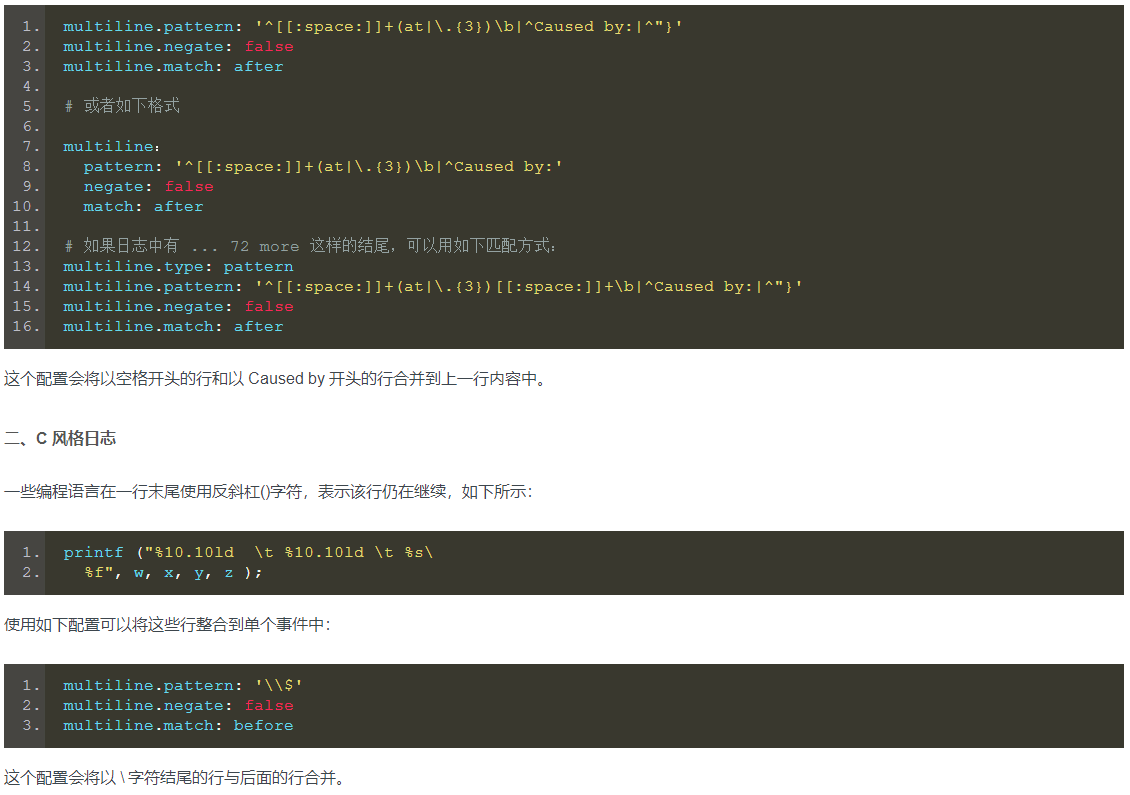 1. multiline.pattern: '^[[:space:]]+(at|\.{3})\b|^Caused by:|^"}'
2. multiline.negate: false
3. multiline.match: after
4.
5. # 或者如下格式
6.
7. multiline：
8.   pattern: '^[[:space:]]+(at|\.{3})\b|^Caused by:'
9.   negate: false
10.   match: after
11.
12. # 如果日志中有 ... 72 more 这样的结尾，可以用如下匹配方式：
13. multiline.type: pattern
14. multiline.pattern: '^[[:space:]]+(at|\.{3})[[:space:]]+\b|^Caused by:|^"}'
15. multiline.negate: false
16. multiline.match: after
这个配置会将以空格开头的行和以 Caused by 开头的行合并到上一行内容中。
二、C 风格日志
一些编程语言在一行末尾使用反斜杠()字符，表示该行仍在继续，如下所示：
1. printf ("%10.10ld  \t %10.10ld \t %s\
2.   %f", w, x, y, z );
使用如下配置可以将这些行整合到单个事件中：
1. multiline.pattern: '\\$'
2. multiline.negate: false
3. multiline.match: before
这个配置会将以 \ 字符结尾的行与后面的行合并。